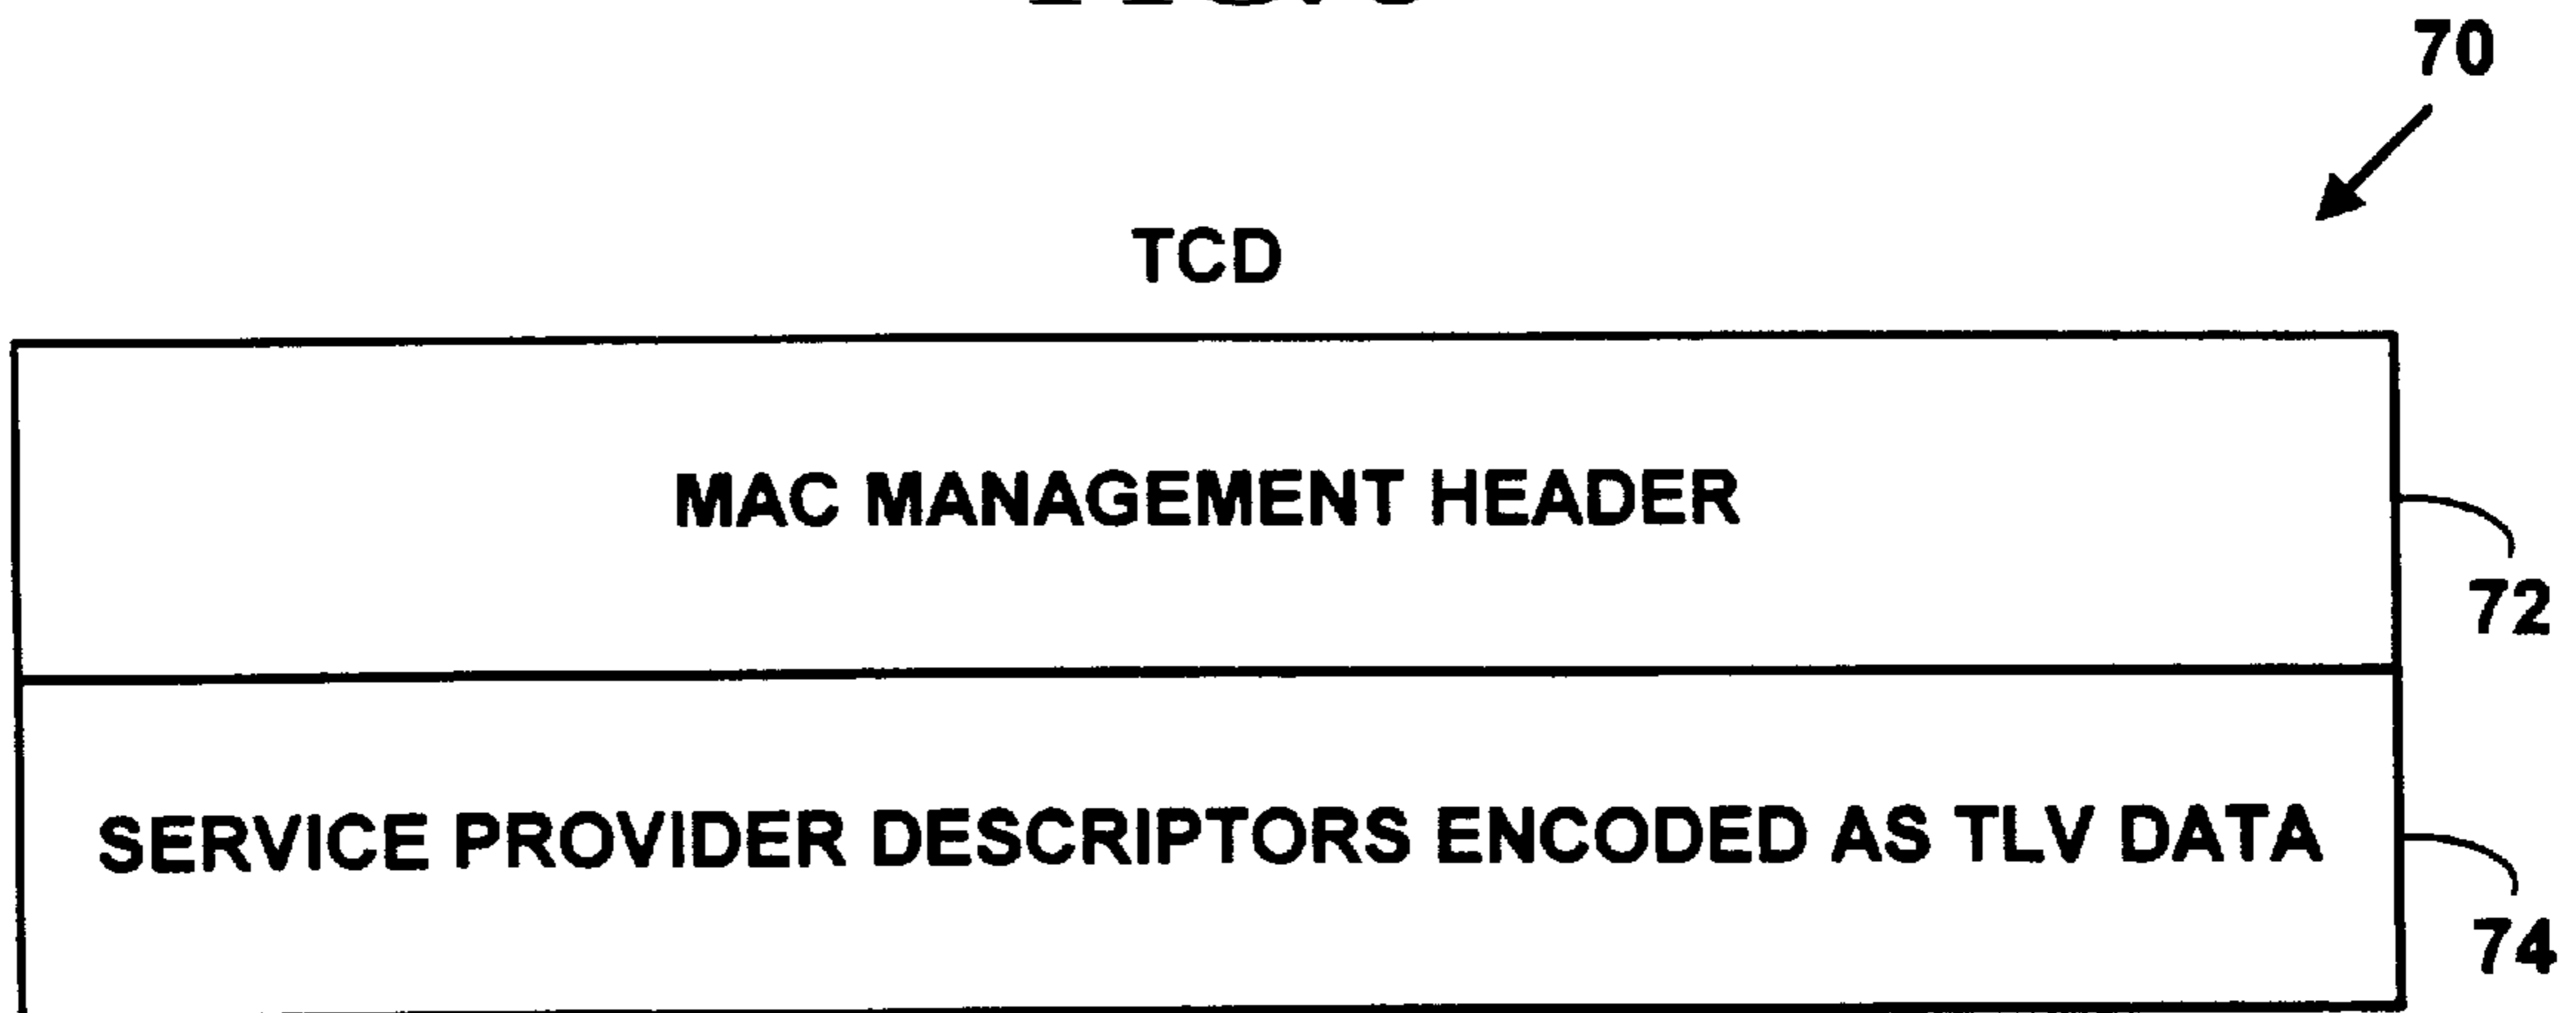 70
TCD
MAC MANAGEMENT HEADER
72
SERVICE PROVIDER DESCRIPTORS ENCODED AS TLV DATA
74